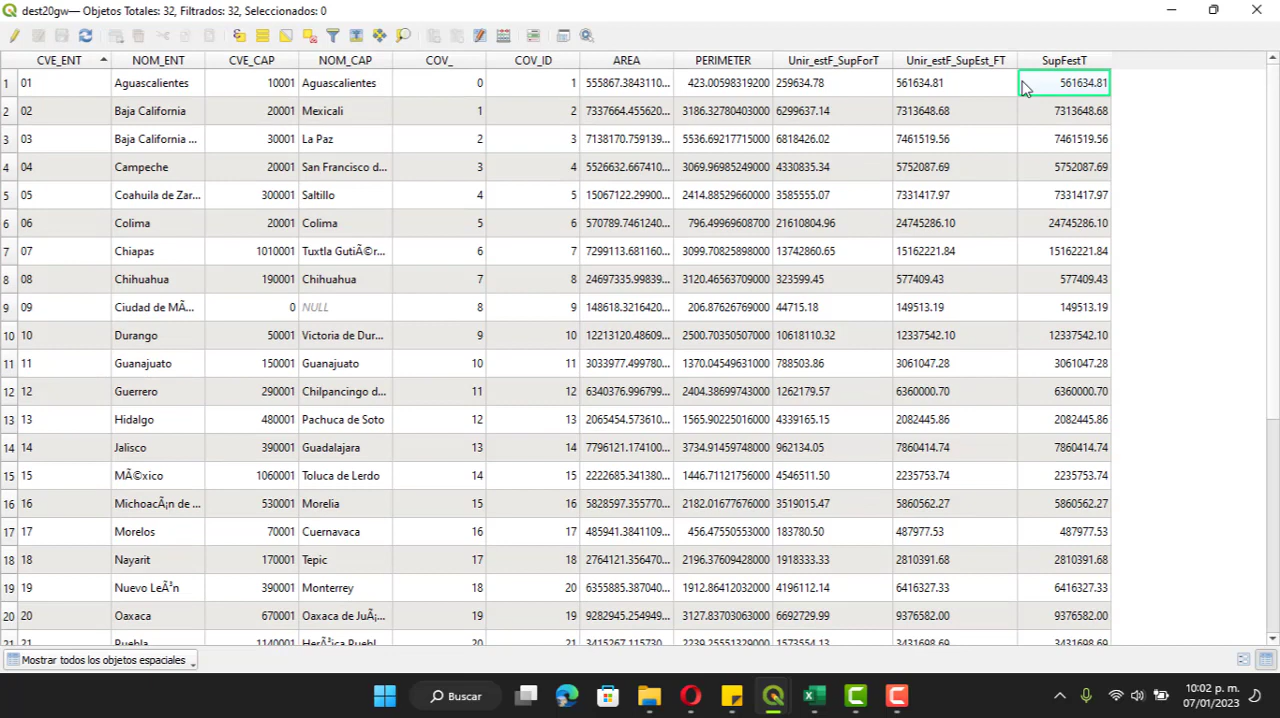 dest20gw— Objetos Totales: 32, Filtrados: 32, Seleccionados: 0
CVE_ENT NOM_ENT CVE_CAP NOM_CAP COV_ COV_ID AREA PERIMETER Unir_estF_SupForT Unir_estF_SupEst_FT SupFestT
1 01 Aguascalientes 10001 Aguascalientes 0 1 555867.3843110... 423.00598319200 259634.78 561634.81 561634.81
2 02 Baja California 20001 Mexicali 1 2 7337664.455620... 3186.32780403000 6299637.14 7313648.68 7313648.68
3 03 Baja California ... 30001 La Paz 2 3 7138170.759139... 5536.69217715000 6818426.02 7461519.56 7461519.56
4 04 Campeche 20001 San Francisco d... 3 4 5526632.667410... 3069.96985249000 4330835.34 5752087.69 5752087.69
5 05 Coahuila de Zar... 300001 Saltillo 4 5 15067122.29900... 2414.88529660000 3585555.07 7331417.97 7331417.97
6 06 Colima 20001 Colima 5 6 570789.7461240... 796.49969608700 21610804.96 24745286.10 24745286.10
7 07 Chiapas 1010001 Tuxtla GutiÃ©r... 6 7 7299113.681160... 3099.70825898000 13742860.65 15162221.84 15162221.84
8 08 Chihuahua 190001 Chihuahua 7 8 24697335.99839... 3120.46563709000 323599.45 577409.43 577409.43
9 09 Ciudad de MÃ... 0 NULL 8 9 148618.3216420... 206.87626769000 44715.18 149513.19 149513.19
10 10 Durango 50001 Victoria de Dur... 9 10 12213120.48609... 2500.70350507000 10618110.32 12337542.10 12337542.10
11 11 Guanajuato 150001 Guanajuato 10 11 3033977.499780... 1370.04549631000 788503.86 3061047.28 3061047.28
12 12 Guerrero 290001 Chilpancingo d... 11 12 6340376.996799... 2404.38699743000 1262179.57 6360000.70 6360000.70
13 13 Hidalgo 480001 Pachuca de Soto 12 13 2065454.573610... 1565.90225016000 4339165.15 2082445.86 2082445.86
14 14 Jalisco 390001 Guadalajara 13 14 7796121.174100... 3734.91459748000 962134.05 7860414.74 7860414.74
15 15 MÃ©xico 1060001 Toluca de Lerdo 14 15 2222685.341380... 1446.71121756000 4546511.50 2235753.74 2235753.74
16 16 MichoacÃ¡n de ... 530001 Morelia 15 16 5828597.355770... 2182.01677676000 3519015.47 5860562.27 5860562.27
17 17 Morelos 70001 Cuernavaca 16 17 485941.3841109... 456.47550553000 183780.50 487977.53 487977.53
18 18 Nayarit 170001 Tepic 17 18 2764121.356470... 2196.37609428000 1918333.33 2810391.68 2810391.68
19 19 Nuevo LeÃ³n 390001 Monterrey 18 20 6355885.387040... 1912.86412032000 4196112.14 6416327.33 6416327.33
20 20 Oaxaca 670001 Oaxaca de JuÃ¡... 19 19 9282945.254949... 3127.83703063000 6692729.99 9376582.00 9376582.00
21 21 Puebla 1140001 HerÃ³ica Puebl... 20 21 3415267.115730... 2239.25551329000 1573554.13 3431698.69 3431698.69
Mostrar todos los objetos espaciales
Buscar
10:02 p. m.
07/01/2023